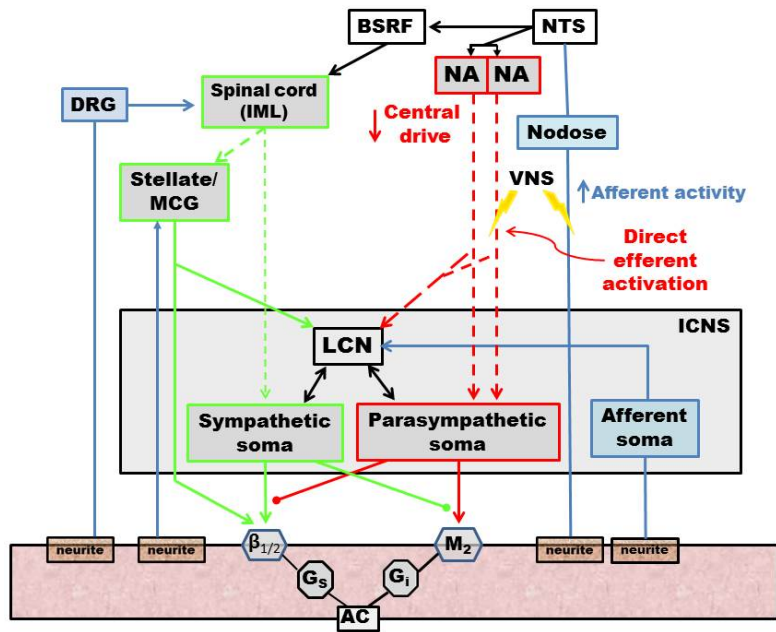 BSRF
NTS
NA
NA
DRG
Spinal cord
(IML)
Central
drive
Nodose
Stellate/
MCG
VNS
Afferent activity
Direct
efferent
activation
ICNS
LCN
Sympathetic
soma
Parasympathetic
soma
Afferent
soma
neurite
neurite
β1/2
M2
neurite
neurite
Gs
Gi
AC